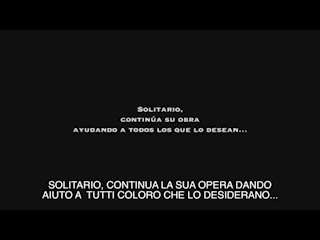 Solitario,
continúa su obra
ayudando a todos los que lo desean...
SOLITARIO, CONTINUA LA SUA OPERA DANDO
AIUTO A TUTTI COLORO CHE LO DESIDERANO...